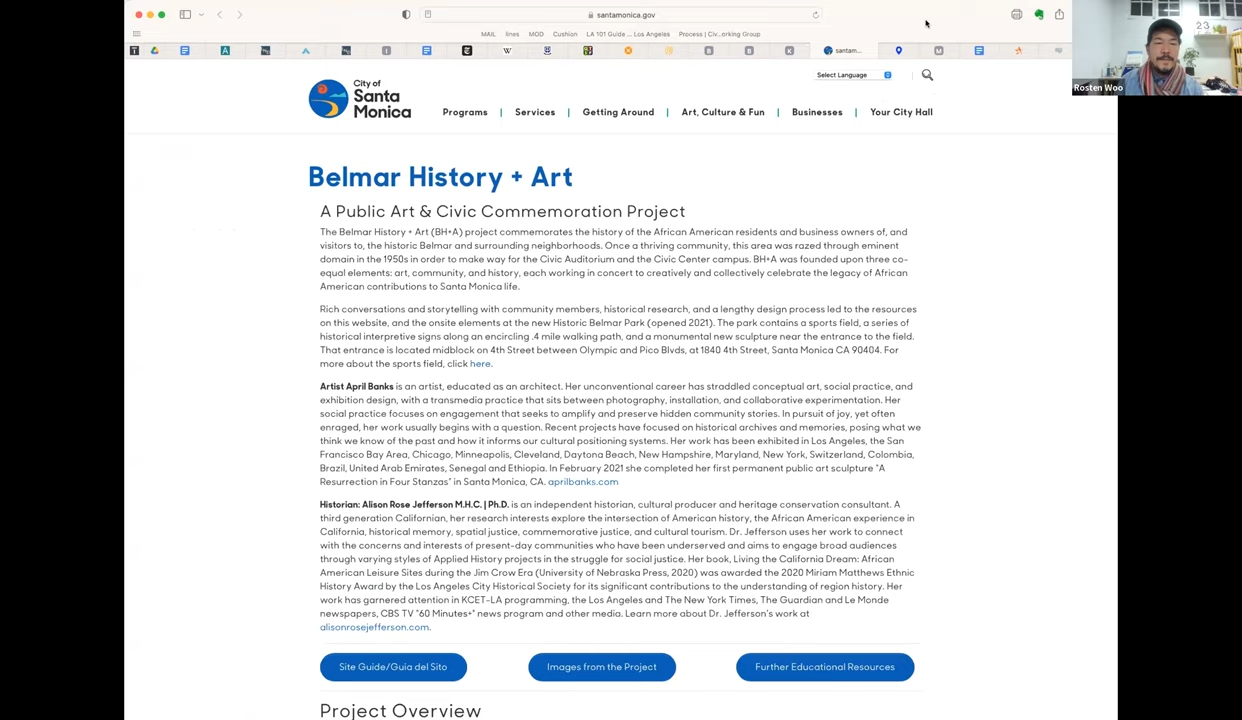 santamonica.gov
MAIL lines MOD Cushion LA 101 Guide ... Los Angeles Process | Civ...orking Group
santam...
23
Rosten Woo
Select Language
City of
Santa
Monica
Programs Services Getting Around Art, Culture & Fun Businesses Your City Hall
Belmar History + Art
A Public Art & Civic Commemoration Project
The Belmar History + Art (BH+A) project commemorates the history of the African American residents and business owners of, and
visitors to, the historic Belmar and surrounding neighborhoods. Once a thriving community, this area was razed through eminent
domain in the 1950s in order to make way for the Civic Auditorium and the Civic Center campus. BH+A was founded upon three co-
equal elements: art, community, and history, each working in concert to creatively and collectively celebrate the legacy of African
American contributions to Santa Monica life.
Rich conversations and storytelling with community members, historical research, and a lengthy design process led to the resources
on this website, and the onsite elements at the new Historic Belmar Park (opened 2021). The park contains a sports field, a series of
historical interpretive signs along an encircling .4 mile walking path, and a monumental new sculpture near the entrance to the field.
That entrance is located midblock on 4th Street between Olympic and Pico Blvds, at 1840 4th Street, Santa Monica CA 90404. For
more about the sports field, click here.
Artist April Banks is an artist, educated as an architect. Her unconventional career has straddled conceptual art, social practice, and
exhibition design, with a transmedia practice that sits between photography, installation, and collaborative experimentation. Her
social practice focuses on engagement that seeks to amplify and preserve hidden community stories. In pursuit of joy, yet often
enraged, her work usually begins with a question. Recent projects have focused on historical archives and memories, posing what we
think we know of the past and how it informs our cultural positioning systems. Her work has been exhibited in Los Angeles, the San
Francisco Bay Area, Chicago, Minneapolis, Cleveland, Daytona Beach, New Hampshire, Maryland, New York, Switzerland, Colombia,
Brazil, United Arab Emirates, Senegal and Ethiopia. In February 2021 she completed her first permanent public art sculpture "A
Resurrection in Four Stanzas" in Santa Monica, CA. aprilbanks.com
Historian: Alison Rose Jefferson M.H.C. | Ph.D. is an independent historian, cultural producer and heritage conservation consultant. A
third generation Californian, her research interests explore the intersection of American history, the African American experience in
California, historical memory, spatial justice, commemorative justice, and cultural tourism. Dr. Jefferson uses her work to connect
with the concerns and interests of present-day communities who have been underserved and aims to engage broad audiences
through varying styles of Applied History projects in the struggle for social justice. Her book, Living the California Dream: African
American Leisure Sites during the Jim Crow Era (University of Nebraska Press, 2020) was awarded the 2020 Miriam Matthews Ethnic
History Award by the Los Angeles City Historical Society for its significant contributions to the understanding of region history. Her
work has garnered attention in KCET-LA programming, the Los Angeles and The New York Times, The Guardian and Le Monde
newspapers, CBS TV "60 Minutes+" news program and other media. Learn more about Dr. Jefferson's work at
alisonrosejefferson.com.
Site Guide/Guia del Sito Images from the Project Further Educational Resources
Project Overview